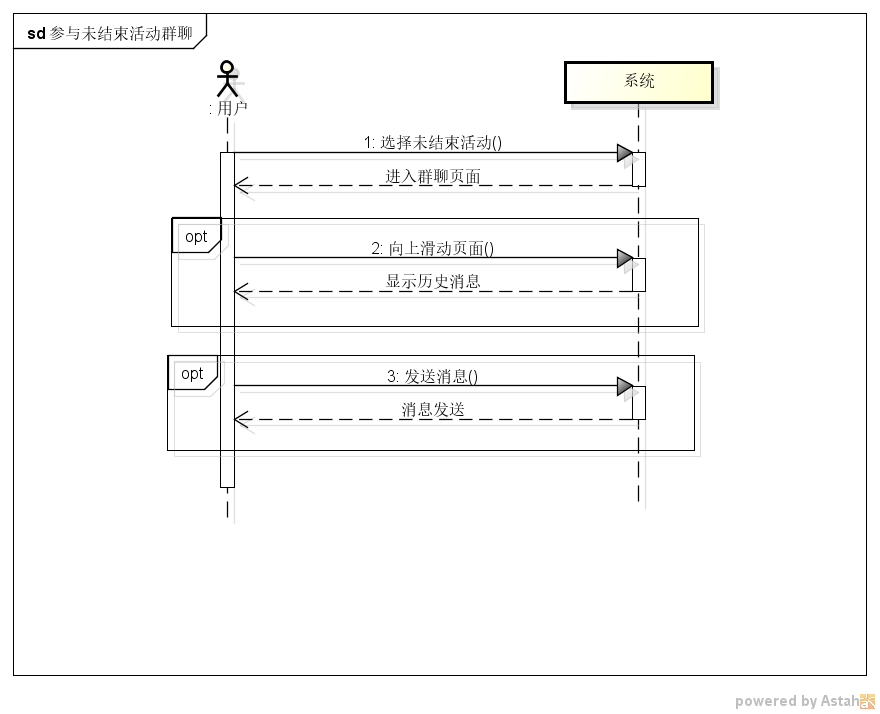 sd 参与未结束活动群聊
: 用户
系统
1: 选择未结束活动()
进入群聊页面
opt
2: 向上滑动页面()
显示历史消息
opt
3: 发送消息()
消息发送
powered by Astah